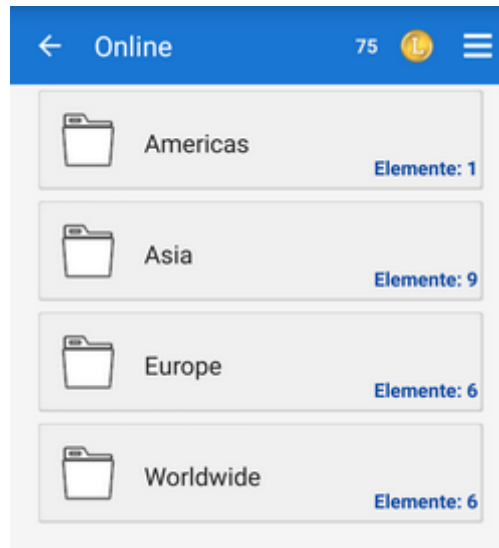 Online 75 L
Americas
Elemente: 1
Asia
Elemente: 9
Europe
Elemente: 6
Worldwide
Elemente: 6